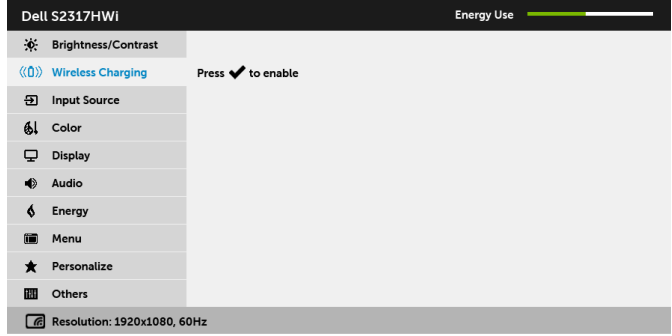 Dell S2317HWi
Energy Use
Brightness/Contrast
Wireless Charging
Press ✔ to enable
Input Source
Color
Display
Audio
Energy
Menu
Personalize
Others
Resolution: 1920x1080, 60Hz